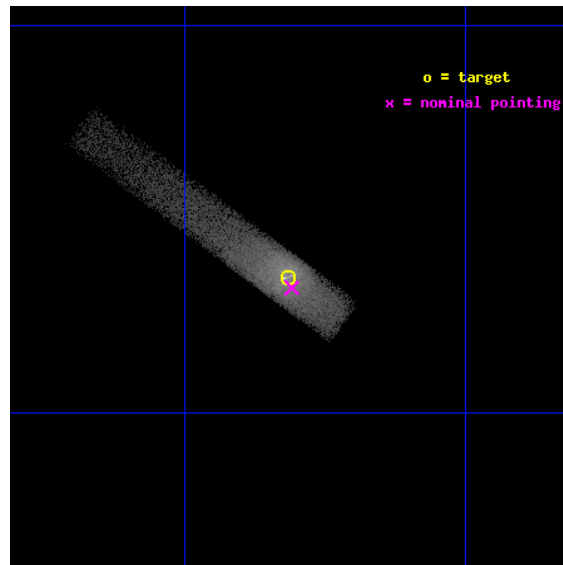 o = target
x = nominal pointing